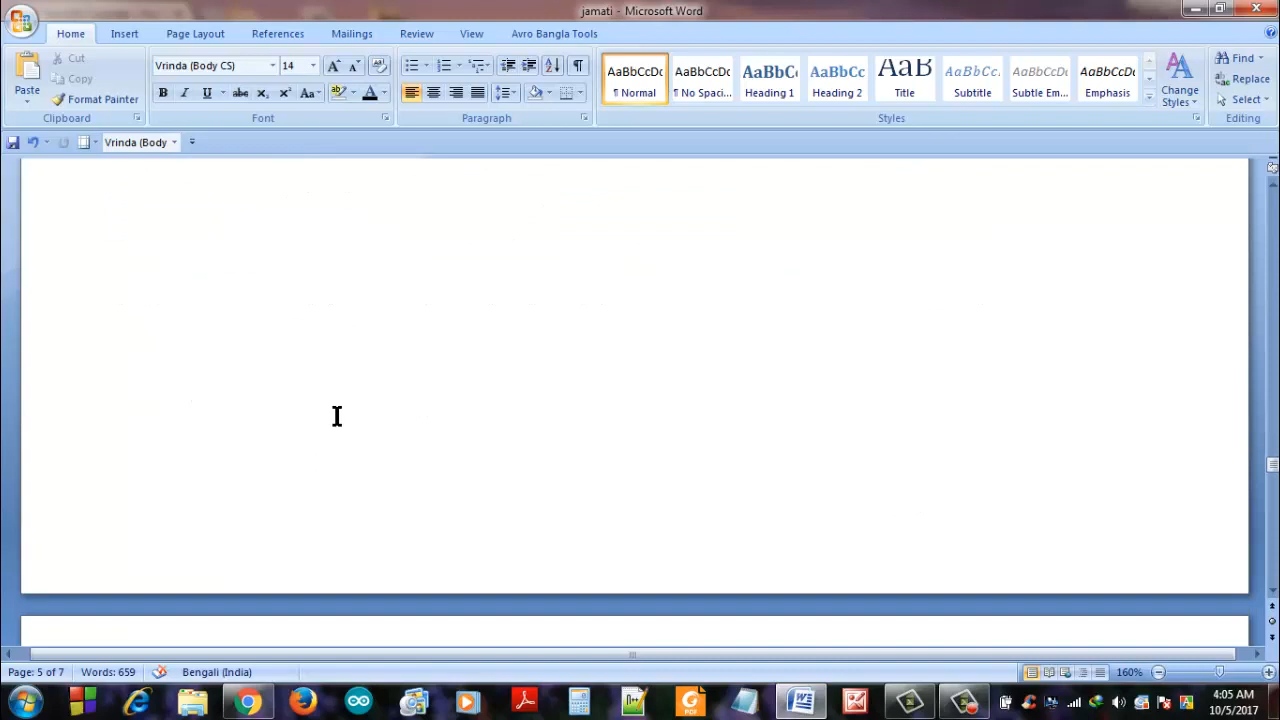 jamati - Microsoft Word
Home Insert Page Layout References Mailings Review View Avro Bangla Tools
Paste
Cut
Copy
Format Painter
Clipboard
Vrinda (Body CS) 14
Font
Paragraph
AaBbCcDc AaBbCcDc AaBbC AaBbCc AaB AaBbCc. AaBbCcDc AaBbCcDc
¶ Normal ¶ No Spaci... Heading 1 Heading 2 Title Subtitle Subtle Em... Emphasis
Styles
Change Styles
Find
Replace
Select
Editing
Vrinda (Body
Page: 5 of 7 Words: 659 Bengali (India) 160%
4:05 AM
10/5/2017